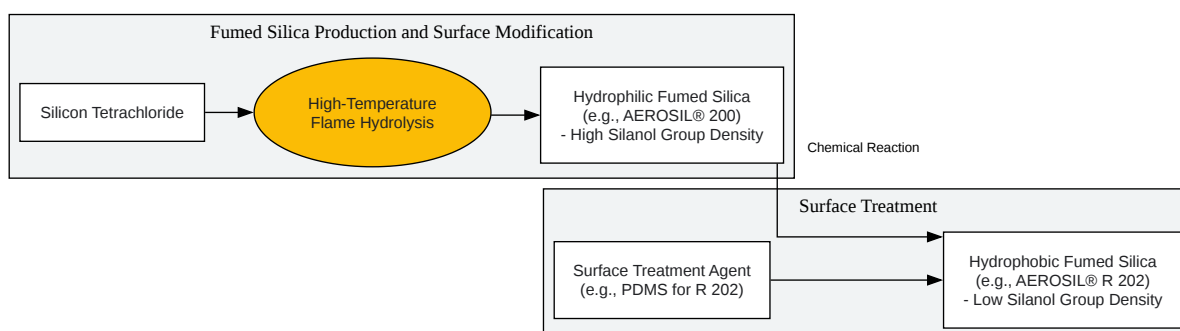 Fumed Silica Production and Surface Modification
Silicon Tetrachloride
High-Temperature
Flame Hydrolysis
Hydrophilic Fumed Silica
(e.g., AEROSIL® 200)
- High Silanol Group Density
Chemical Reaction
Surface Treatment
Surface Treatment Agent
(e.g., PDMS for R 202)
Hydrophobic Fumed Silica
(e.g., AEROSIL® R 202)
- Low Silanol Group Density